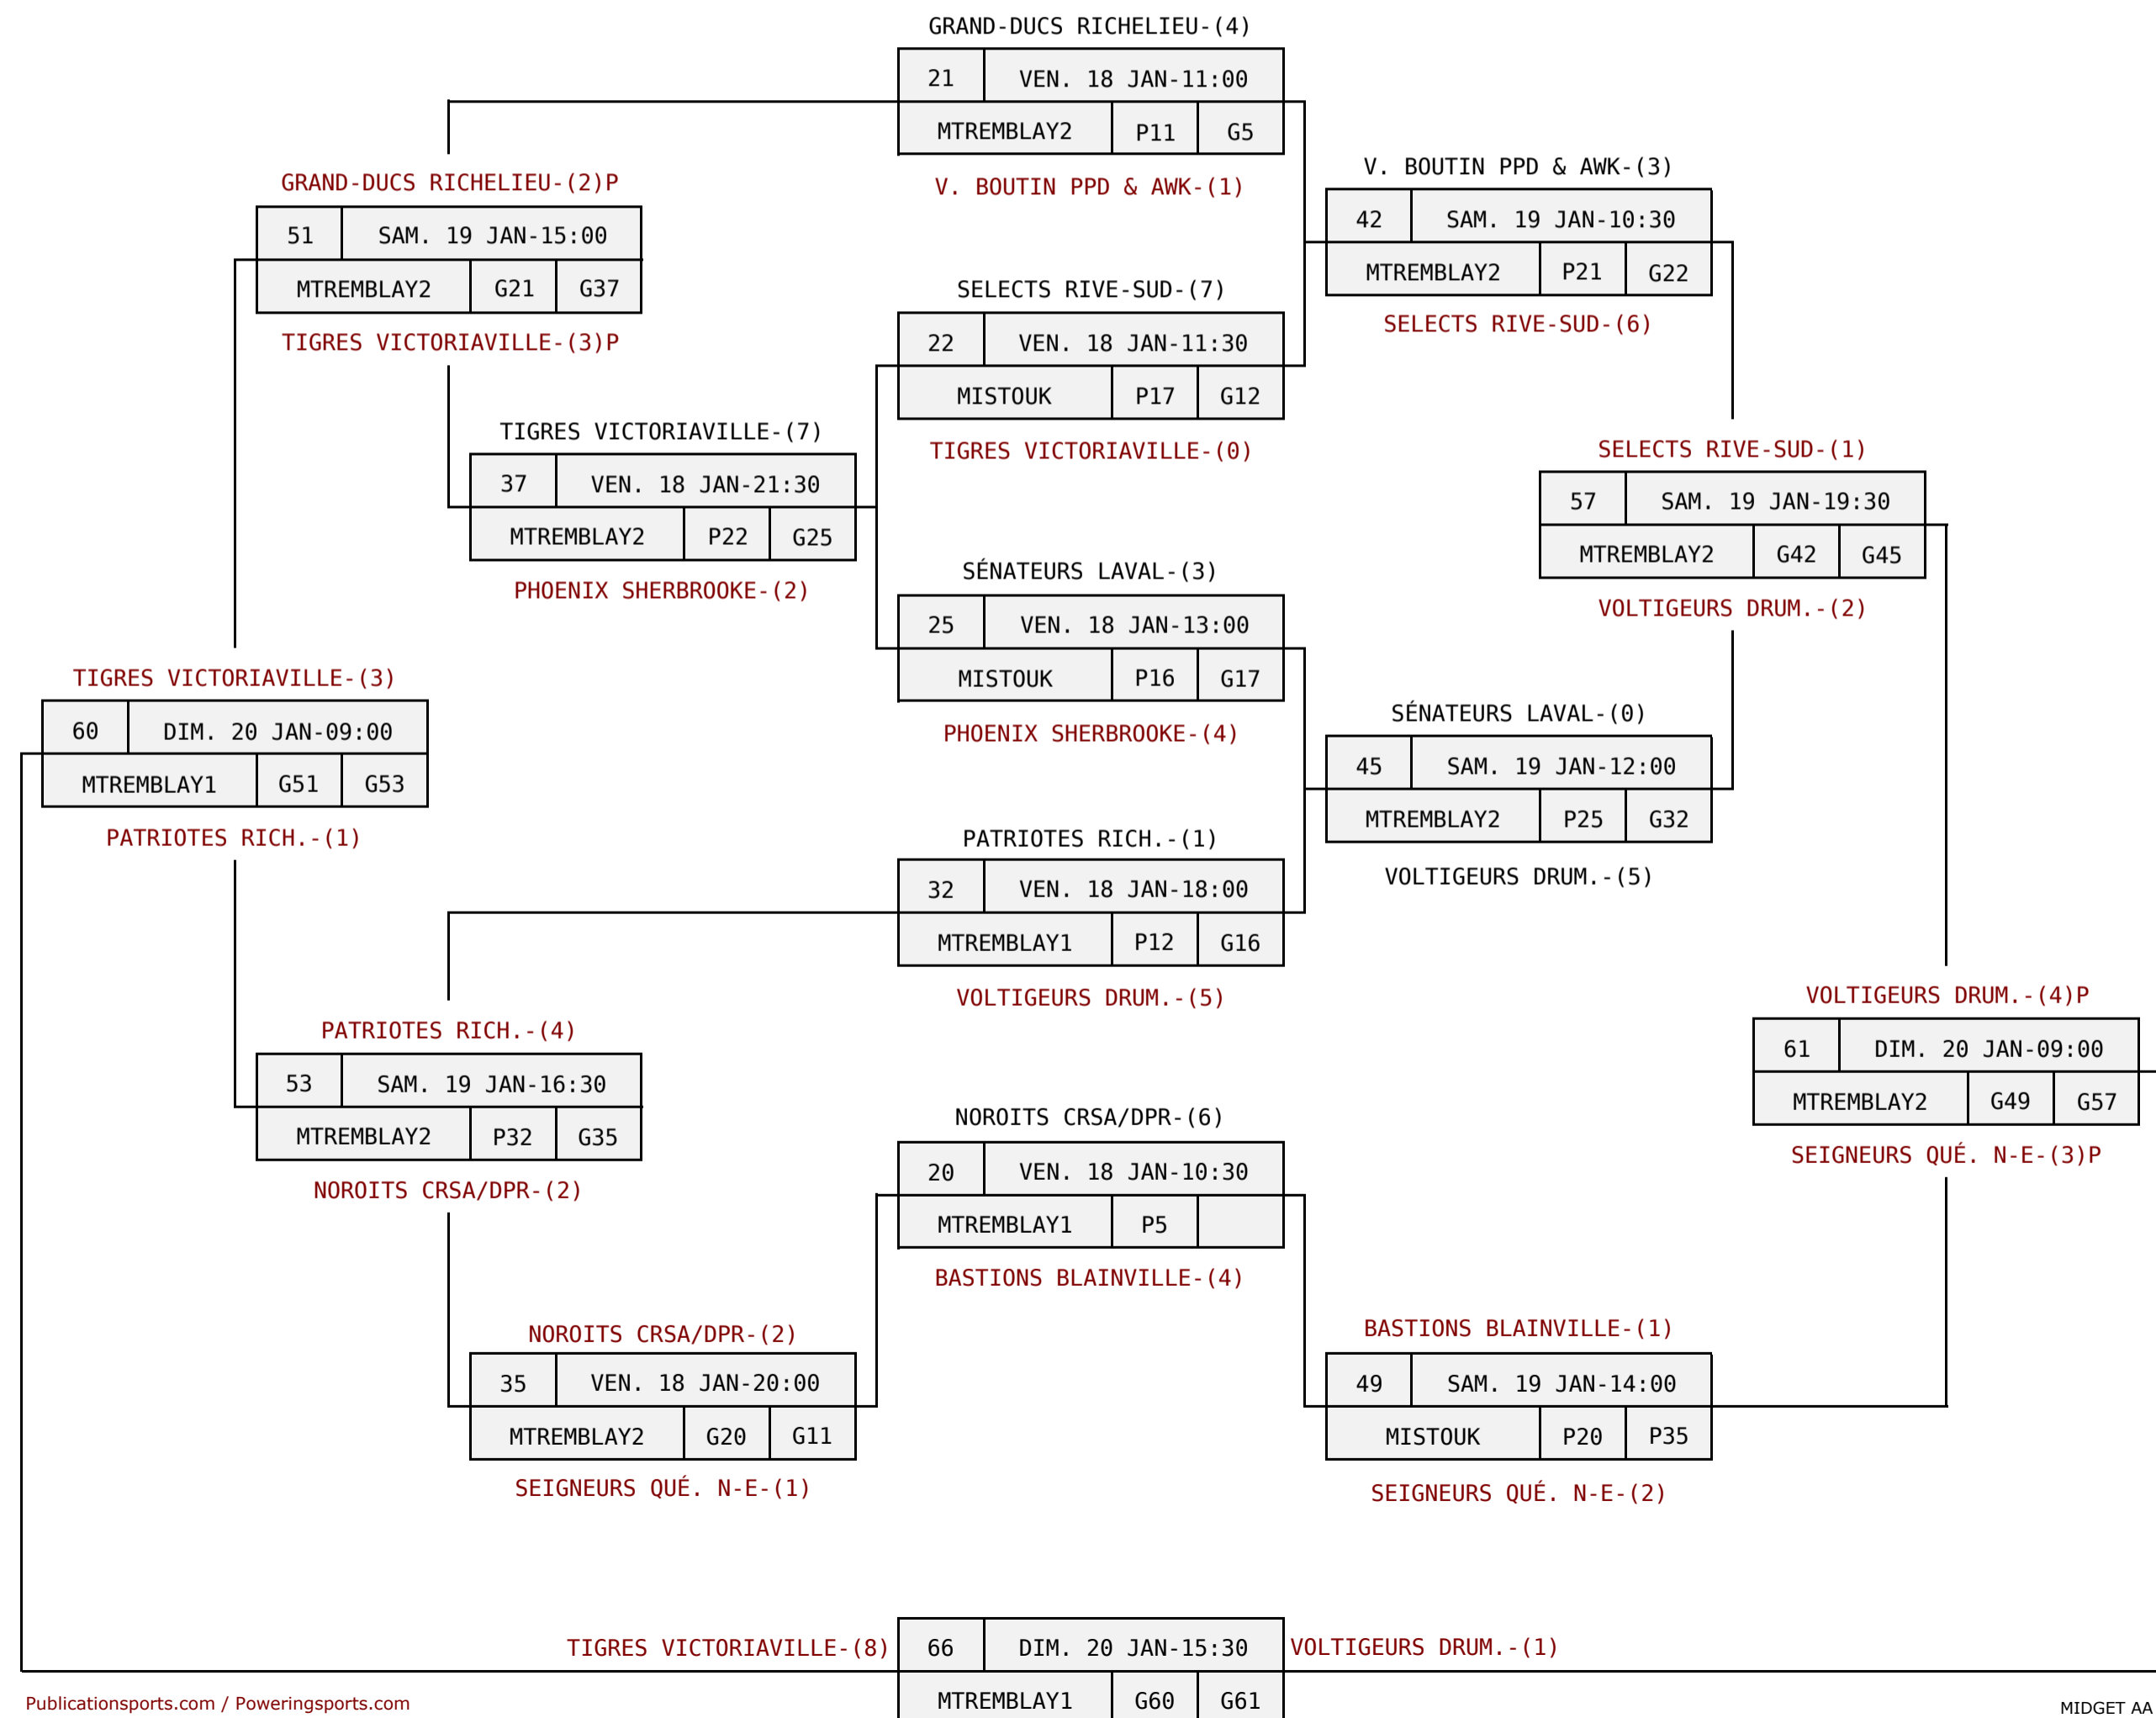 GRAND-DUCS RICHELIEU-(4)
21 VEN. 18 JAN-11:00
MTREMBLAY2 P11 G5
V. BOUTIN PPD & AWK-(1)
V. BOUTIN PPD & AWK-(3)
42 SAM. 19 JAN-10:30
MTREMBLAY2 P21 G22
SELECTS RIVE-SUD-(6)
GRAND-DUCS RICHELIEU-(2)P
51 SAM. 19 JAN-15:00
MTREMBLAY2 G21 G37
TIGRES VICTORIAVILLE-(3)P
SELECTS RIVE-SUD-(7)
22 VEN. 18 JAN-11:30
MISTOUK P17 G12
TIGRES VICTORIAVILLE-(0)
TIGRES VICTORIAVILLE-(7)
37 VEN. 18 JAN-21:30
MTREMBLAY2 P22 G25
PHOENIX SHERBROOKE-(2)
SELECTS RIVE-SUD-(1)
57 SAM. 19 JAN-19:30
MTREMBLAY2 G42 G45
VOLTIGEURS DRUM.-(2)
SÉNATEURS LAVAL-(3)
25 VEN. 18 JAN-13:00
MISTOUK P16 G17
PHOENIX SHERBROOKE-(4)
TIGRES VICTORIAVILLE-(3)
60 DIM. 20 JAN-09:00
MTREMBLAY1 G51 G53
PATRIOTES RICH.-(1)
SÉNATEURS LAVAL-(0)
45 SAM. 19 JAN-12:00
MTREMBLAY2 P25 G32
VOLTIGEURS DRUM.-(5)
PATRIOTES RICH.-(1)
32 VEN. 18 JAN-18:00
MTREMBLAY1 P12 G16
VOLTIGEURS DRUM.-(5)
VOLTIGEURS DRUM.-(4)P
61 DIM. 20 JAN-09:00
MTREMBLAY2 G49 G57
SEIGNEURS QUÉ. N-E-(3)P
PATRIOTES RICH.-(4)
53 SAM. 19 JAN-16:30
MTREMBLAY2 P32 G35
NOROITS CRSA/DPR-(2)
NOROITS CRSA/DPR-(6)
20 VEN. 18 JAN-10:30
MTREMBLAY1 P5
BASTIONS BLAINVILLE-(4)
NOROITS CRSA/DPR-(2)
35 VEN. 18 JAN-20:00
MTREMBLAY2 G20 G11
SEIGNEURS QUÉ. N-E-(1)
BASTIONS BLAINVILLE-(1)
49 SAM. 19 JAN-14:00
MISTOUK P20 P35
SEIGNEURS QUÉ. N-E-(2)
TIGRES VICTORIAVILLE-(8) 66 DIM. 20 JAN-15:30 VOLTIGEURS DRUM.-(1)
MTREMBLAY1 G60 G61
Publicationsports.com / Poweringsports.com
MIDGET AA